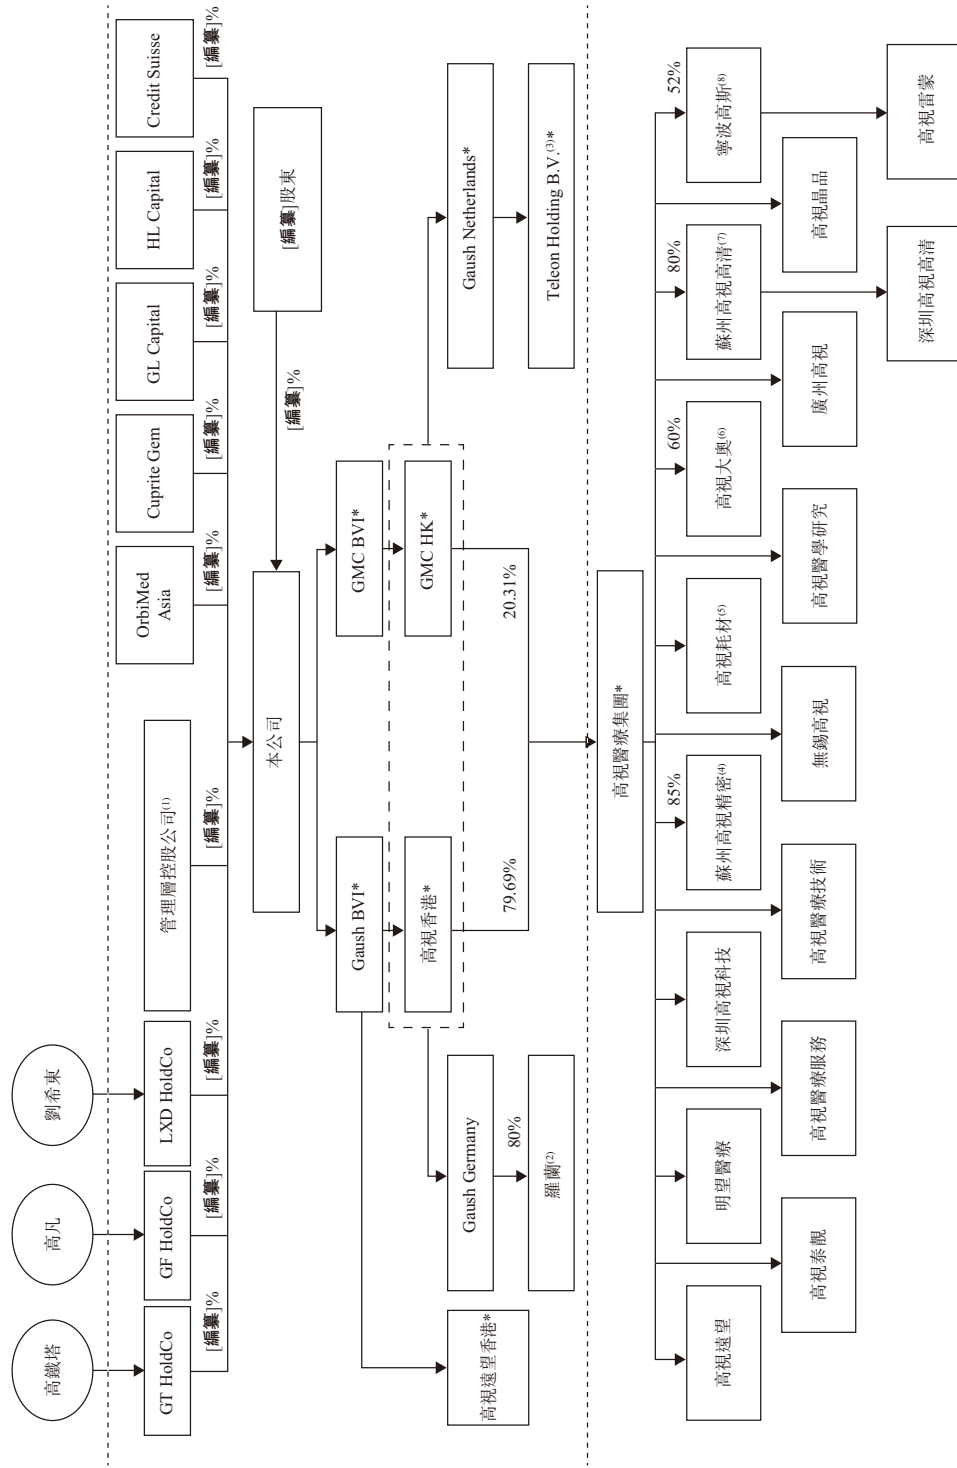 高鐵塔
高凡
劉希東
GT HoldCo
GF HoldCo
LXD HoldCo
管理層控股公司(1)
OrbiMed
Asia
Cuprite Gem
GL Capital
HL Capital
Credit Suisse
[編纂]%
[編纂]%
[編纂]%
[編纂]%
[編纂]%
[編纂]%
[編纂]%
[編纂]%
[編纂]%
本公司
[編纂]股東
[編纂]%
Gaush BVI*
GMC BVI*
高視香港*
GMC HK*
高視遠望香港*
Gaush Germany
Gaush Netherlands*
79.69%
20.31%
80%
羅蘭(2)
Teleon Holding B.V.(3)*
高視醫療集團*
85%
60%
80%
52%
高視遠望
明望醫療
深圳高視科技
蘇州高視精密(4)
高視耗材(5)
高視大奧(6)
蘇州高視高清(7)
寧波高斯(8)
高視泰靚
高視醫療服務
高視醫療技術
無錫高視
高視醫學研究
廣州高視
高視晶品
深圳高視高清
高視雷蒙